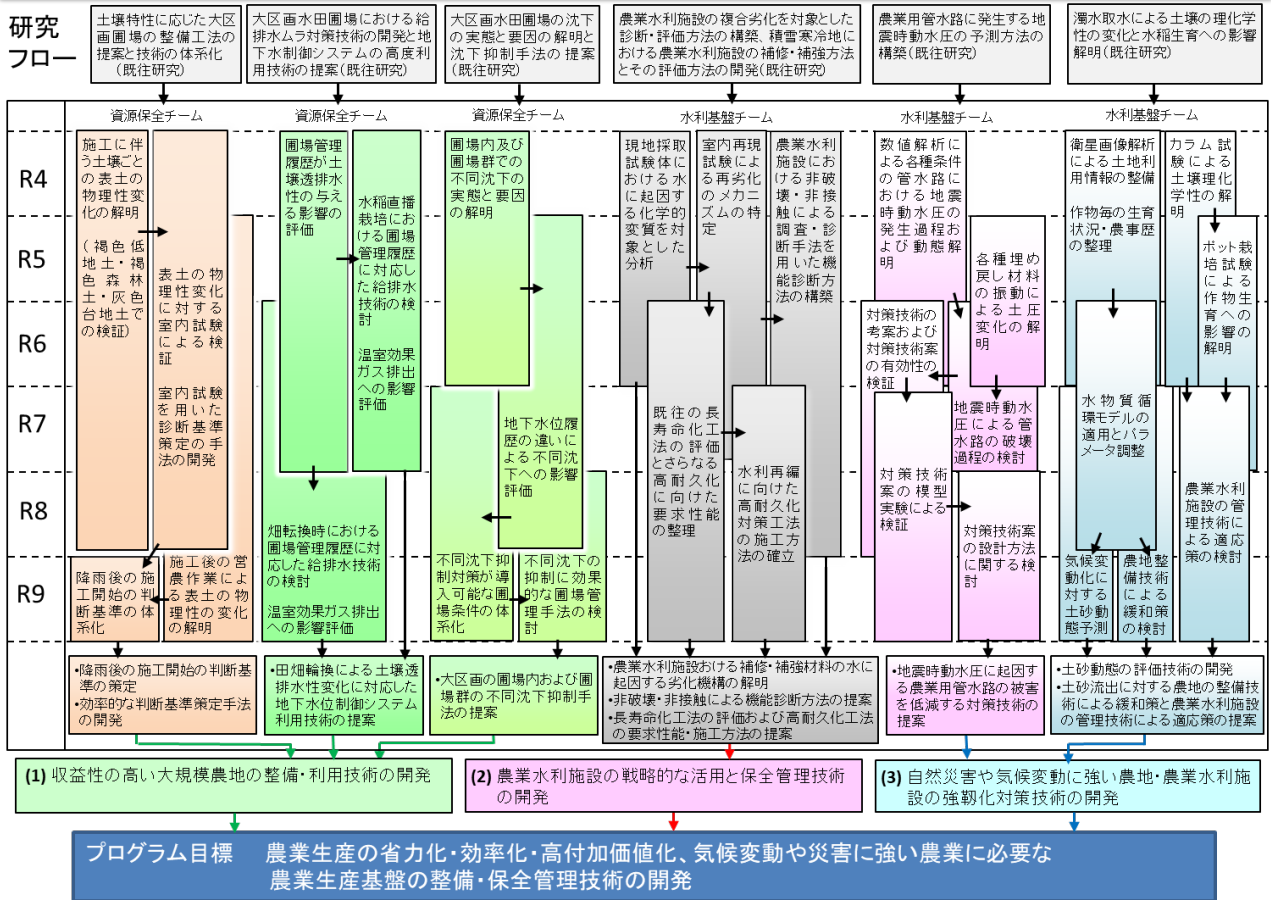 研究
フロー
土壌特性に応じた大区
画圃場の整備工法の
提案と技術の体系化
(既往研究)
大区画水田圃場における給
排水ムラ対策技術の開発と地
下水制御システムの高度利
用技術の提案(既往研究)
大区画水田圃場の沈下
の実態と要因の解明と
沈下抑制手法の提案
(既往研究)
農業水利施設の複合劣化を対象とした
診断・評価方法の構築、積雪寒冷地に
おける農業水利施設の補修・補強方法
とその評価方法の開発(既往研究)
農業用管水路に発生する地
震時動水圧の予測方法の
構築(既往研究)
濁水取水による土壌の理化学
性の変化と水稲生育への影響
解明(既往研究)
資源保全チーム
資源保全チーム
資源保全チーム
水利基盤チーム
水利基盤チーム
水利基盤チーム
R4
R5
R6
R7
R8
R9
施工に伴
う土壌ごと
の表土の
物理性変
化の解明
(褐色低
地土・褐
色森林
土・灰色
台地土で
の検証)
表土の物
理性変化
に対する
室内試験
による検
証
室内試験
を用いた
診断基準
策定の手
法の開発
降雨後の施
工開始の判
断基準の体
系化
施工後の営
農作業によ
る表土の物
理性の変化
の解明
圃場管理
履歴が土
壌透排水
性の与え
る影響の
評価
水稲直播
栽培にお
ける圃場
管理履歴
に対応し
た給排水
技術の検
討
温室効果
ガス排出
への影響
評価
畑転換時における
圃場管理履歴に対
応した給排水技術
の検討
温室効果ガス排出
への影響評価
圃場内及び
圃場群での
不同沈下の
実態と要因
の解明
地下水位履
歴の違いに
よる不同沈
下への影響
評価
不同沈下抑
制対策が導
入可能な圃
場条件の体
系化
不同沈下の
抑制に効果
的な圃場管
理手法の検
討
現地採取
試験体に
おける水
に起因す
る化学的
変質を対
象とした
分析
室内再現
試験によ
る再劣化
のメカニ
ズムの特
定
農業水利
施設にお
ける非破
壊・非接
触による
調査・診
断手法を
用いた機
能診断方
法の構築
既往の長
寿命化工
法の評価
とさらなる
高耐久化
に向けた
要求性能
の整理
水利再編
に向けた
高耐久化
対策工法
の施工方
法の確立
数値解析に
よる各種条件
の管水路に
おける地震
時動水圧の
発生過程お
よび動態解
明
各種埋め
戻し材料
の振動に
よる土圧
変化の解
明
対策技術の
考案および
対策技術案
の有効性の
検証
地震時動水
圧による管
水路の破壊
過程の検討
対策技術
案の模型
実験による
検証
対策技術案
の設計方法
に関する検
討
衛星画像解析
による土地利
用情報の整備
作物毎の生育
状況・農事歴
の整理
カラム試
験による
土壌理化
学性の解
明
ポット栽
培試験に
よる作物生
育への
影響の
解明
水物質循
環モデルの
適用とパラ
メータ調整
農業水利
施設の管
理技術に
よる適応
策の検討
気候変
動化に
対する
土砂動
態予測
農地整
備技術
による
緩和策
の検討
•降雨後の施工開始の判断基
準の策定
•効率的な判断基準策定手法
の開発
•田畑輪換による土壌透
排水性変化に対応した
地下水位制御システム
利用技術の提案
•大区画の圃場内および圃
場群の不同沈下抑制手
法の提案
•農業水利施設おける補修・補強材料の水に
起因する劣化機構の解明
•非破壊・非接触による機能診断方法の提案
•長寿命化工法の評価および高耐久化工法
の要求性能・施工方法の提案
•地震時動水圧に起因す
る農業用管水路の被害
を低減する対策技術の
提案
•土砂動態の評価技術の開発
•土砂流出に対する農地の整備技
術による緩和策と農業水利施設
の管理技術による適応策の提案
(1) 収益性の高い大規模農地の整備・利用技術の開発
(2) 農業水利施設の戦略的な活用と保全管理技術
の開発
(3) 自然災害や気候変動に強い農地・農業水利施
設の強靱化対策技術の開発
プログラム目標 農業生産の省力化・効率化・高付加価値化、気候変動や災害に強い農業に必要な
農業生産基盤の整備・保全管理技術の開発